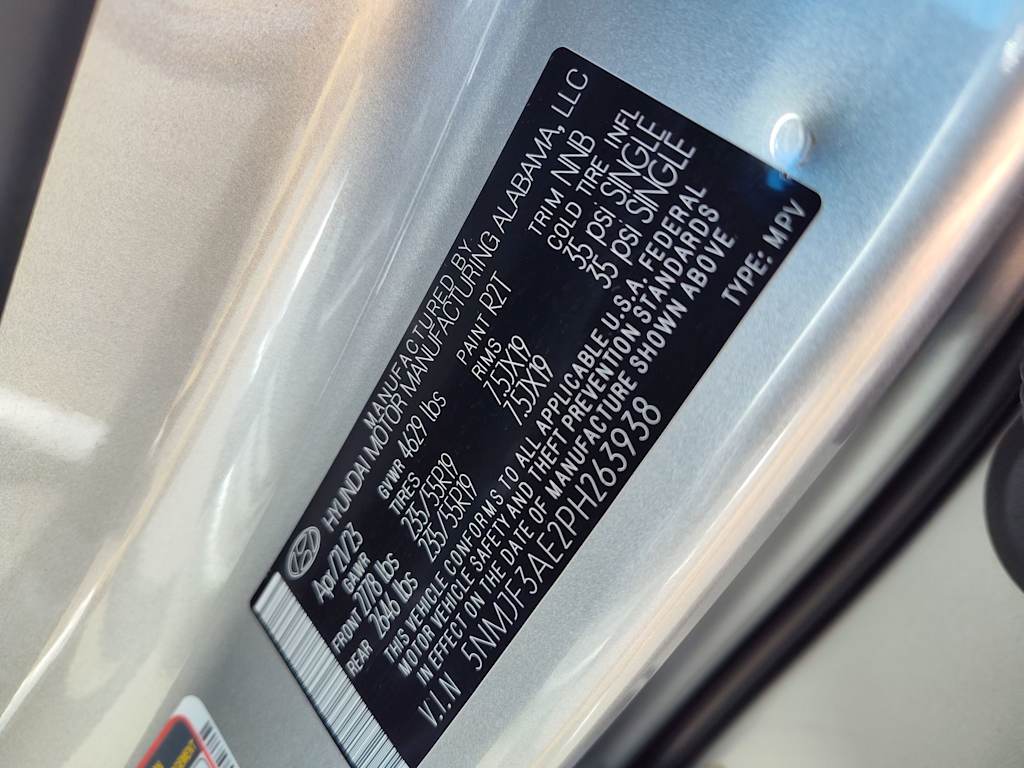 MANUFACTURED BY
HYUNDAI MOTOR MANUFACTURING ALABAMA, LLC
Apr/01/23 GVWR 4629 lbs PAINT R2T TRIM NNB
GAWR TIRES RIMS COLD TIRE INFL
FRONT 2778 lbs 235/55R19 7.5JX19 35 psi SINGLE
REAR 2646 lbs 235/55R19 7.5JX19 35 psi SINGLE
THIS VEHICLE CONFORMS TO ALL APPLICABLE U.S.A. FEDERAL
MOTOR VEHICLE SAFETY AND THEFT PREVENTION STANDARDS
IN EFFECT ON THE DATE OF MANUFACTURE SHOWN ABOVE
V.I.N 5NMJF3AE2PH263938 TYPE: MPV